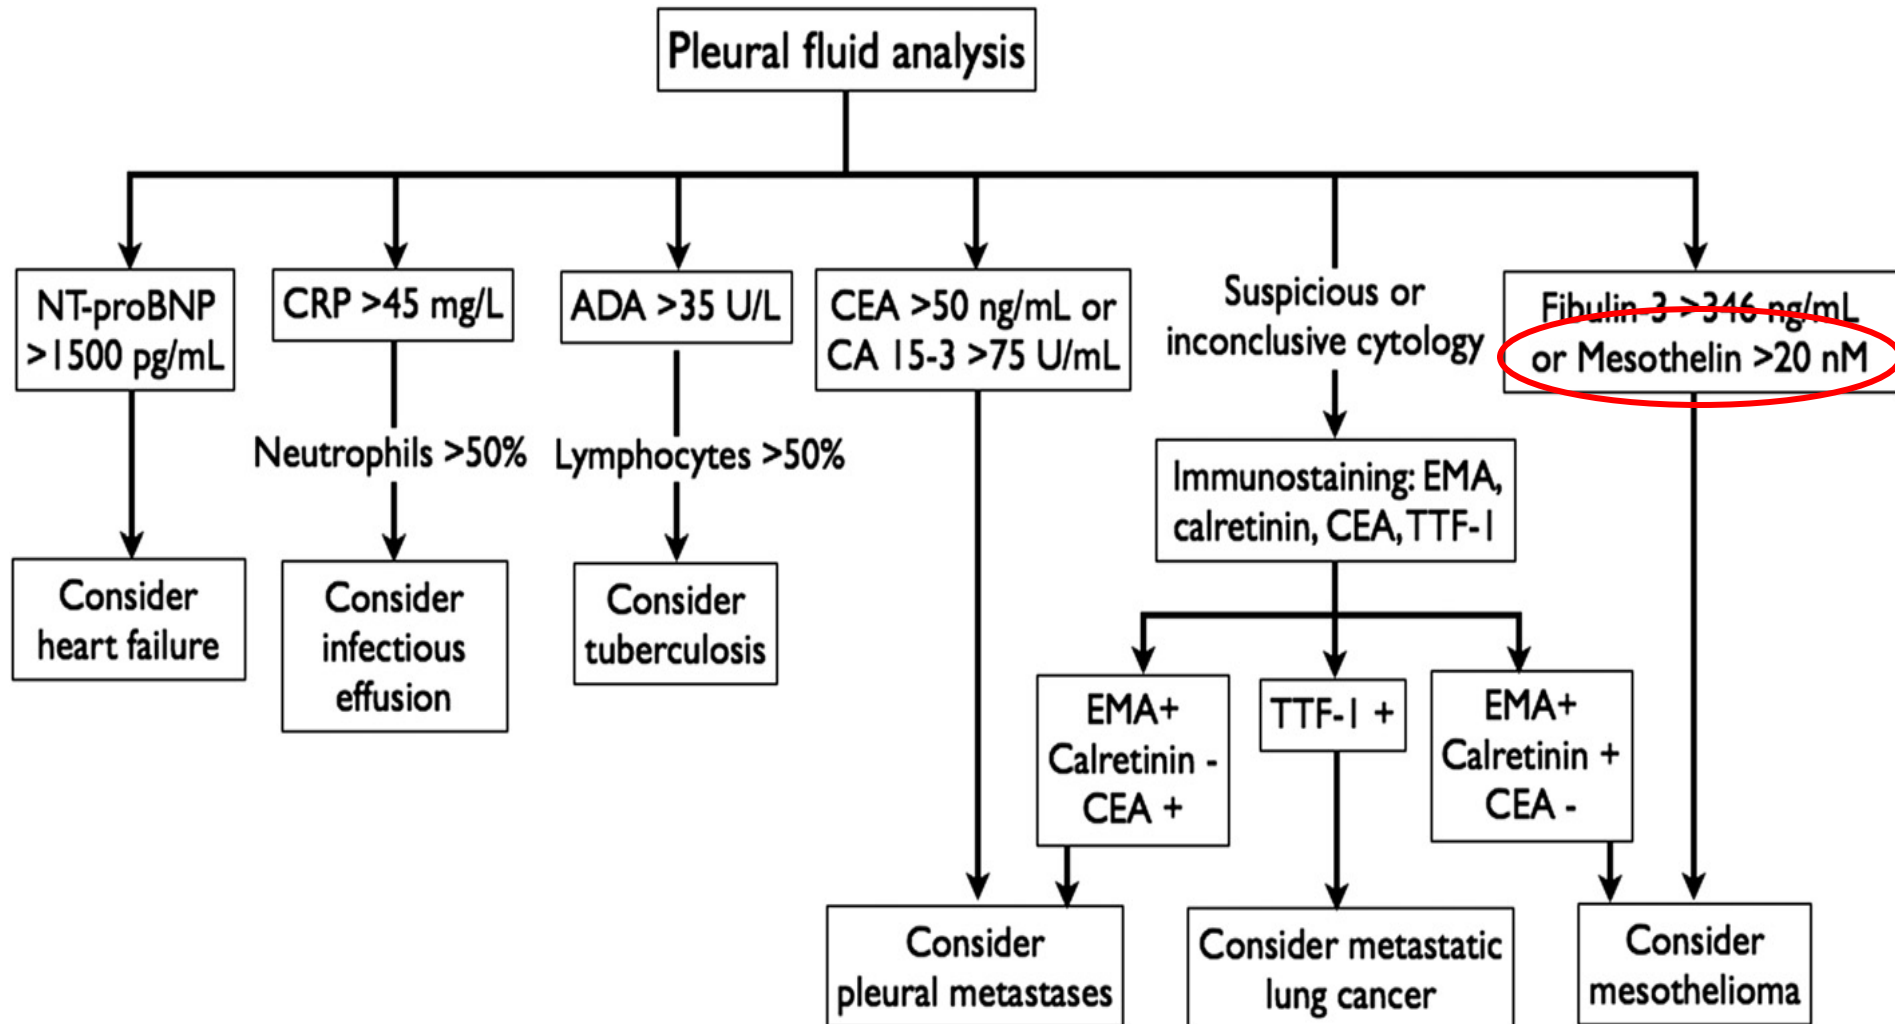 Pleural fluid analysis
NT-proBNP
>1500 pg/mL
CRP >45 mg/L
ADA >35 U/L
CEA >50 ng/mL or
CA 15-3 >75 U/mL
Suspicious or
inconclusive cytology
Fibulin-3 >346 ng/mL
or Mesothelin >20 nM
Neutrophils >50%
Lymphocytes >50%
Immunostaining: EMA,
calretinin, CEA, TTF-1
Consider
heart failure
Consider
infectious
effusion
Consider
tuberculosis
EMA+
Calretinin -
CEA +
TTF-1 +
EMA+
Calretinin +
CEA -
Consider
pleural metastases
Consider metastatic
lung cancer
Consider
mesothelioma